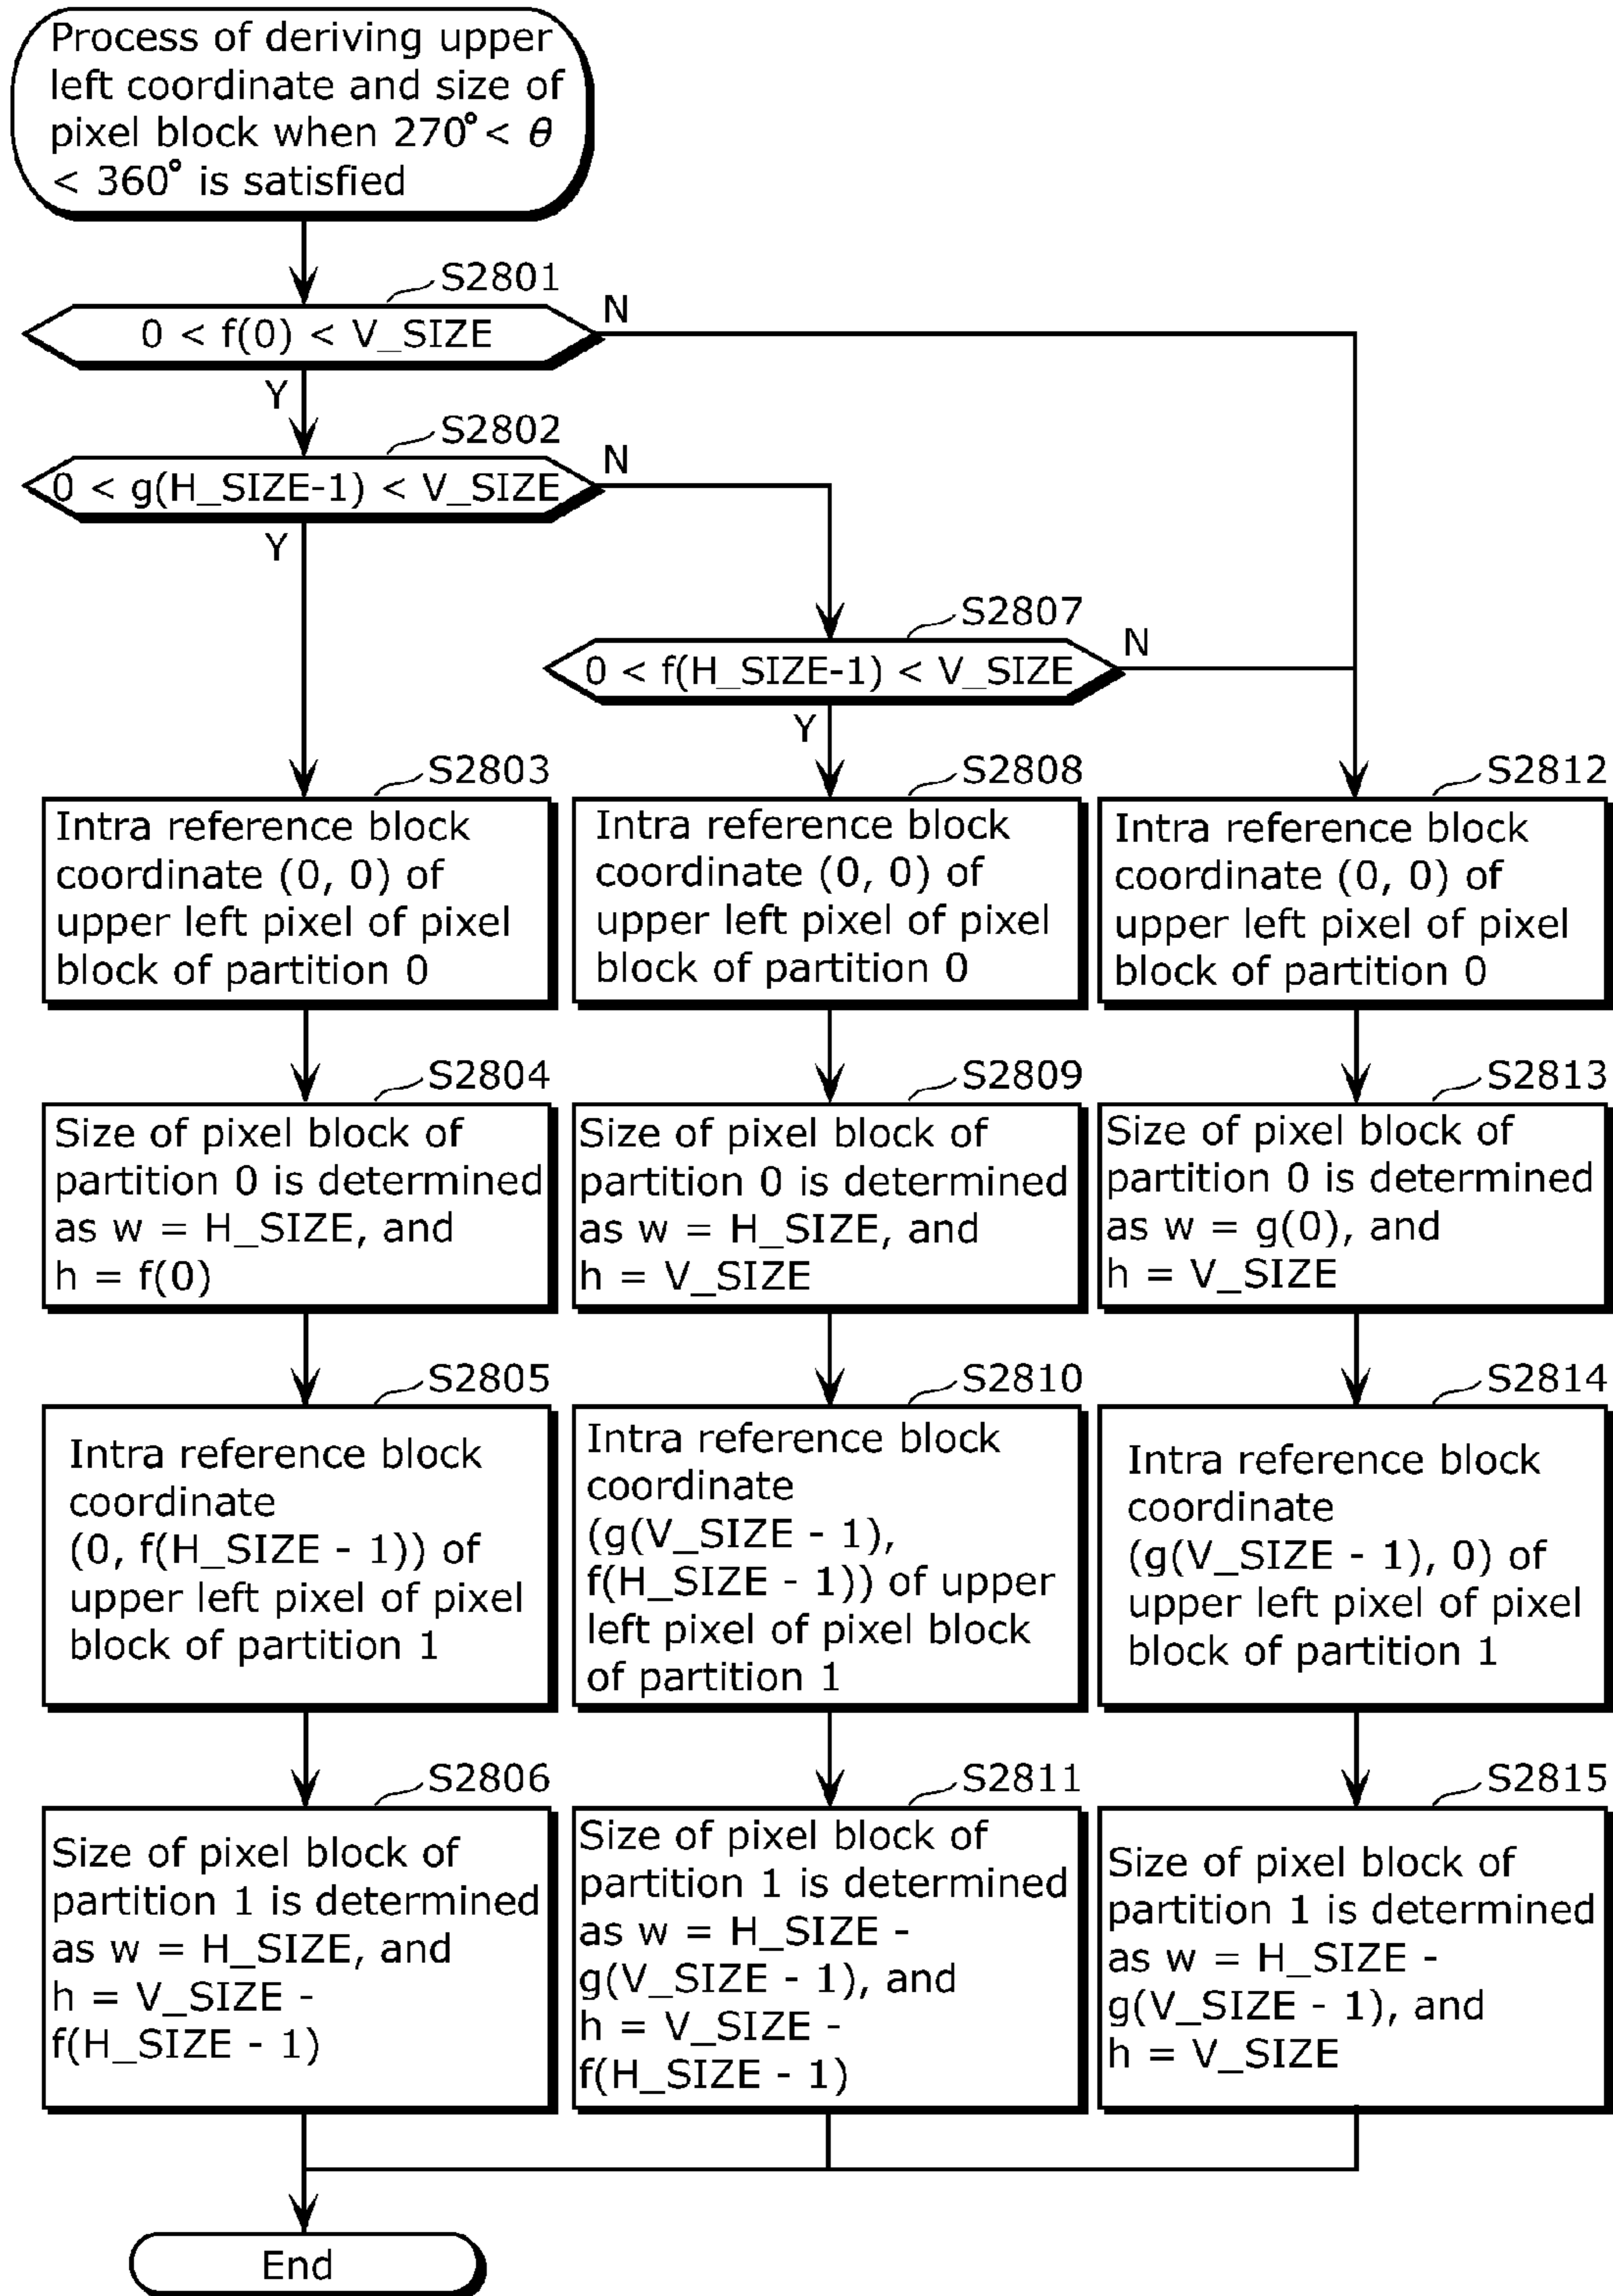 Process of deriving upper
left coordinate and size of
pixel block when 270° < θ
< 360° is satisfied
S2801
0 < f(0) < V_SIZE
N
Y
S2802
0 < g(H_SIZE-1) < V_SIZE
N
Y
S2807
0 < f(H_SIZE-1) < V_SIZE
N
Y
S2803
Intra reference block
coordinate (0, 0) of
upper left pixel of pixel
block of partition 0
S2808
Intra reference block
coordinate (0, 0) of
upper left pixel of pixel
block of partition 0
S2812
Intra reference block
coordinate (0, 0) of
upper left pixel of pixel
block of partition 0
S2804
Size of pixel block of
partition 0 is determined
as w = H_SIZE, and
h = f(0)
S2809
Size of pixel block of
partition 0 is determined
as w = H_SIZE, and
h = V_SIZE
S2813
Size of pixel block of
partition 0 is determined
as w = g(0), and
h = V_SIZE
S2805
Intra reference block
coordinate
(0, f(H_SIZE - 1)) of
upper left pixel of pixel
block of partition 1
S2810
Intra reference block
coordinate
(g(V_SIZE - 1),
f(H_SIZE - 1)) of upper
left pixel of pixel block
of partition 1
S2814
Intra reference block
coordinate
(g(V_SIZE - 1), 0) of
upper left pixel of pixel
block of partition 1
S2806
Size of pixel block of
partition 1 is determined
as w = H_SIZE, and
h = V_SIZE -
f(H_SIZE - 1)
S2811
Size of pixel block of
partition 1 is determined
as w = H_SIZE -
g(V_SIZE - 1), and
h = V_SIZE -
f(H_SIZE - 1)
S2815
Size of pixel block of
partition 1 is determined
as w = H_SIZE -
g(V_SIZE - 1), and
h = V_SIZE
End